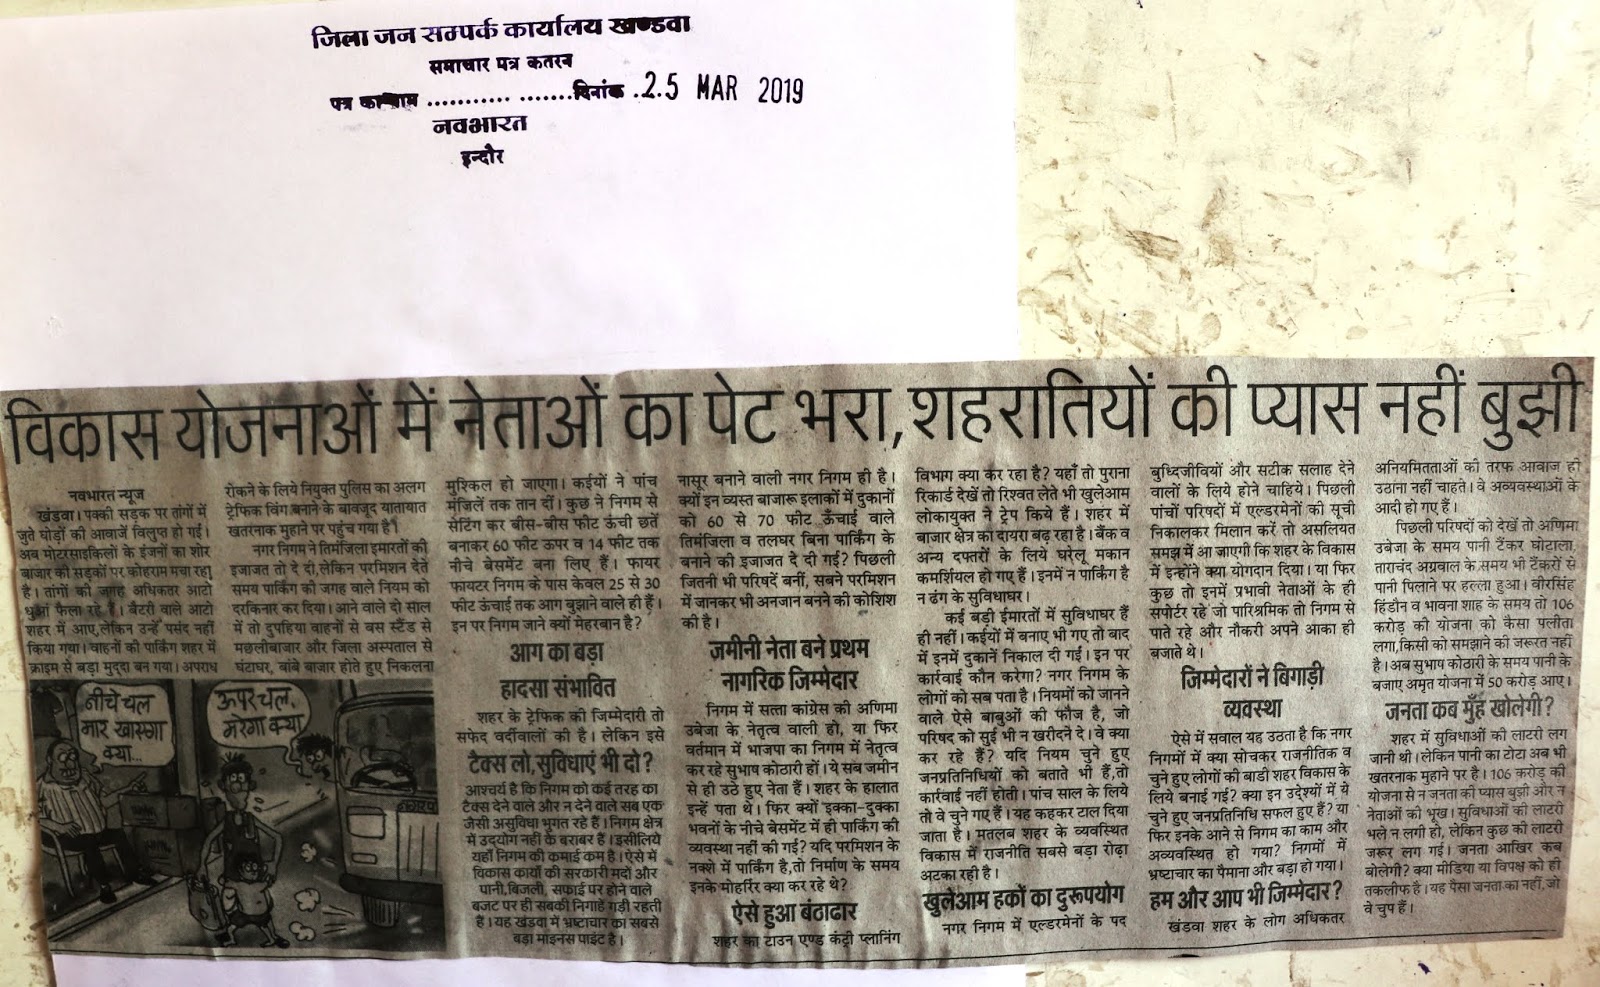 जिला जन सम्पर्क कार्यालय खण्डवा
समाचार पत्र कतरन
पत्र का नाम ........... .......दिनांक .25 MAR 2019
नवभारत
इन्दौर
विकास योजनाओं में नेताओं का पेट भरा,शहरातियों की प्यास नहीं बुझी
नवभारत न्यूज
खंडवा। पक्की सड़क पर तांगों में
जुते घोड़ों की आवाजें विलुप्त हो गई।
अब मोटरसाइकिलों के इंजनों का शोर
बाजार की सड़कों पर कोहराम मचा रहा
है। तांगों की जगह अधिकतर आटो
धुआं फैला रहे हैं। बैटरी वाले आटो
शहर में आए,लेकिन उन्हें पसंद नहीं
किया गया। वाहनों की पार्किंग शहर में
क्राइम से बड़ा मुद्दा बन गया। अपराध
रोकने के लिये नियुक्त पुलिस का अलग
ट्रेफिक विंग बनाने के बावजूद यातायात
खतरनाक मुहाने पर पहुंच गया है।
नगर निगम ने तिमंजिला इमारतों की
इजाजत तो दे दी,लेकिन परमिशन देते
समय पार्किंग की जगह वाले नियम को
दरकिनार कर दिया। आने वाले दो साल
में तो दुपहिया वाहनों से बस स्टैंड से
मछलीबाजार और जिला अस्पताल से
घंटाघर, बांबे बाजार होते हुए निकलना
नीचे चल
मार खाएगा
क्या...
ऊपर चल,
मरेगा क्या
मुश्किल हो जाएगा। कईयों ने पांच
मंजिलें तक तान दीं। कुछ ने निगम से
सेटिंग कर बीस-बीस फीट ऊंची छतें
बनाकर 60 फीट ऊपर व 14 फीट तक
नीचे बेसमेंट बना लिए हैं। फायर
फायटर निगम के पास केवल 25 से 30
फीट ऊंचाई तक आग बुझाने वाले ही हैं।
इन पर निगम जाने क्यों मेहरबान है?
आग का बड़ा
हादसा संभावित
शहर के ट्रेफिक की जिम्मेदारी तो
सफेद वर्दीवालों की है। लेकिन इसे
टैक्स लो,सुविधाएं भी दो?
आश्चर्य है कि निगम को कई तरह का
टैक्स देने वाले और न देने वाले सब एक
जैसी असुविधा भुगत रहे हैं। निगम क्षेत्र
में उदयोग नहीं के बराबर हैं। इसीलिये
यहाँ निगम की कमाई कम है। ऐसे में
विकास कार्यों की सरकारी मदों और
पानी,बिजली, सफाई पर होने वाले
बजट पर ही सबकी निगाहें गड़ी रहती
हैं। यह खंडवा में भ्रष्टाचार का सबसे
बड़ा माइनस पाइंट है।
नासूर बनाने वाली नगर निगम ही है।
क्यों इन व्यस्त बाजारू इलाकों में दुकानों
को 60 से 70 फीट ऊँचाई वाले
तिमंजिला व तलघर बिना पार्किंग के
बनाने की इजाजत दे दी गई? पिछली
जितनी भी परिषदें बनीं, सबने परमिशन
में जानकर भी अनजान बनने की कोशिश
की है।
जमीनी नेता बने प्रथम
नागरिक जिम्मेदार
निगम में सत्ता कांग्रेस की अणिमा
उबेजा के नेतृत्व वाली हो, या फिर
वर्तमान में भाजपा का निगम में नेतृत्व
कर रहे सुभाष कोठारी हों। ये सब जमीन
से ही उठे हुए नेता हैं। शहर के हालात
इन्हें पता थे। फिर क्यों इक्का-दुक्का
भवनों के नीचे बेसमेंट में ही पार्किंग की
व्यवस्था नहीं की गई? यदि परमिशन के
नक्शे में पार्किंग है,तो निर्माण के समय
इनके मोहर्रिर क्या कर रहे थे?
ऐसे हुआ बंठाढार
शहर का टाउन एण्ड कंट्री प्लानिंग
विभाग क्या कर रहा है? यहाँ तो पुराना
रिकार्ड देखें तो रिश्वत लेते भी खुलेआम
लोकायुक्त ने ट्रेप किये हैं। शहर में
बाजार क्षेत्र का दायरा बढ़ रहा है। बैंक व
अन्य दफ्तरों के लिये घरेलू मकान
कमर्शियल हो गए हैं। इनमें न पार्किंग है
न ढंग के सुविधाघर।
कई बड़ी ईमारतों में सुविधाघर हैं
ही नहीं। कईयों में बनाए भी गए तो बाद
में इनमें दुकानें निकाल दी गईं। इन पर
कार्रवाई कौन करेगा? नगर निगम के
लोगों को सब पता है। नियमों को जानने
वाले ऐसे बाबुओं की फौज है, जो
परिषद को सुई भी न खरीदने दे। वे क्या
कर रहे हैं? यदि नियम चुने हुए
जनप्रतिनिधियों को बताते भी हैं,तो
कार्रवाई नहीं होती। पांच साल के लिये
तो वे चुने गए हैं। यह कहकर टाल दिया
जाता है। मतलब शहर के व्यवस्थित
विकास में राजनीति सबसे बड़ा रोढ़ा
अटका रही है।
खुलेआम हकों का दुरूपयोग
नगर निगम में एल्डरमेनों के पद
बुध्दिजीवियों और सटीक सलाह देने
वालों के लिये होने चाहिये। पिछली
पांचों परिषदों में एल्डरमेनों की सूची
निकालकर मिलान करें तो असलियत
समझ में आ जाएगी कि शहर के विकास
में इन्होंने क्या योगदान दिया। या फिर
कुछ तो इनमें प्रभावी नेताओं के ही
सपोर्टर रहे जो पारिश्रमिक तो निगम से
पाते रहे और नौकरी अपने आका ही
बजाते थे।
जिम्मेदारों ने बिगाड़ी
व्यवस्था
ऐसे में सवाल यह उठता है कि नगर
निगमों में क्या सोचकर राजनीतिक व
चुने हुए लोगों की बाडी शहर विकास के
लिये बनाई गई? क्या इन उद्देश्यों में ये
चुने हुए जनप्रतिनिधि सफल हुए हैं? या
फिर इनके आने से निगम का काम और
अव्यवस्थित हो गया? निगमों में
भ्रष्टाचार का पैमाना और बड़ा हो गया।
हम और आप भी जिम्मेदार?
खंडवा शहर के लोग अधिकतर
अनियमितताओं की तरफ आवाज ही
उठाना नहीं चाहते। वे अव्यवस्थाओं के
आदी हो गए हैं।
पिछली परिषदों को देखें तो अणिमा
उबेजा के समय पानी टैंकर घोटाला,
ताराचंद अग्रवाल के समय भी टैंकरों से
पानी पिलाने पर हल्ला हुआ। वीरसिंह
हिंडौन व भावना शाह के समय तो 106
करोड़ की योजना को कैसा पलीता
लगा,किसी को समझाने की जरूरत नहीं
है। अब सुभाष कोठारी के समय पानी के
बजाए अमृत योजना में 50 करोड़ आए।
जनता कब मुँह खोलेगी?
शहर में सुविधाओं की लाटरी लग
जानी थी। लेकिन पानी का टोटा अब भी
खतरनाक मुहाने पर है। 106 करोड़ की
योजना से न जनता की प्यास बुझी और न
नेताओं की भूख। सुविधाओं की लाटरी
भले न लगी हो, लेकिन कुछ की लाटरी
जरूर लग गई। जनता आखिर कब
बोलेगी? क्या मीडिया या विपक्ष को ही
तकलीफ है। यह पैसा जनता का नहीं,जो
वे चुप हैं।